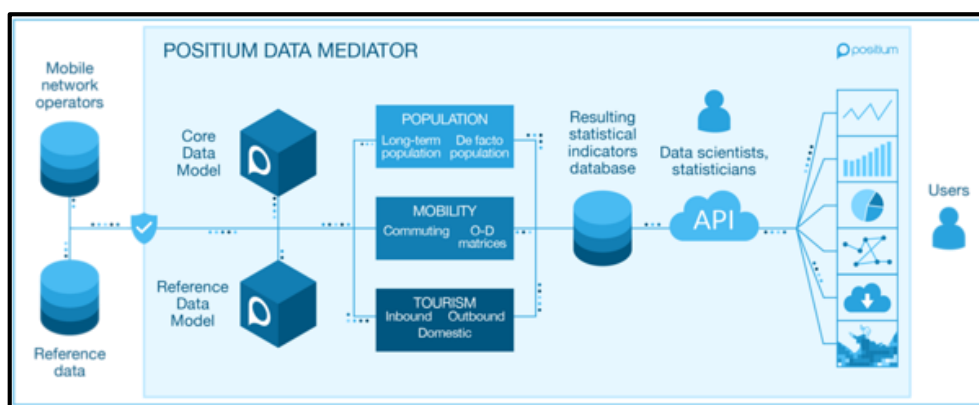 POSITIUM DATA MEDIATOR
positium
Mobile
network
operators
Reference
data
Core
Data
Model
Reference
Data
Model
POPULATION
Long-term De facto
population population
MOBILITY
Commuting O-D
matrices
TOURISM
Inbound Outbound
Domestic
Resulting
statistical
indicators
database
Data scientists,
statisticians
API
Users